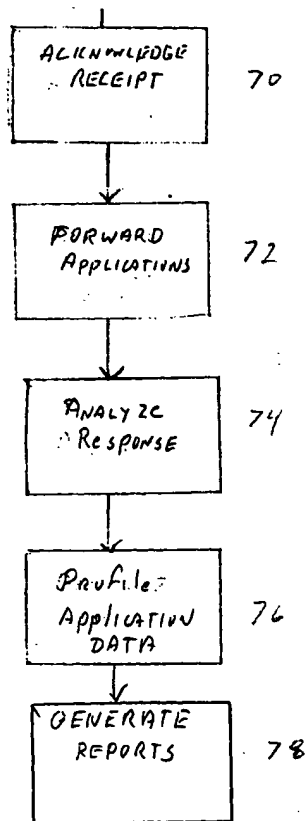 ACKNOWLEDGE
RECEIPT
70
FORWARD
APPLICATIONS
72
ANALYZE
RESPONSE
74
Profile
APPLICATION
DATA
76
GENERATE
REPORTS
78